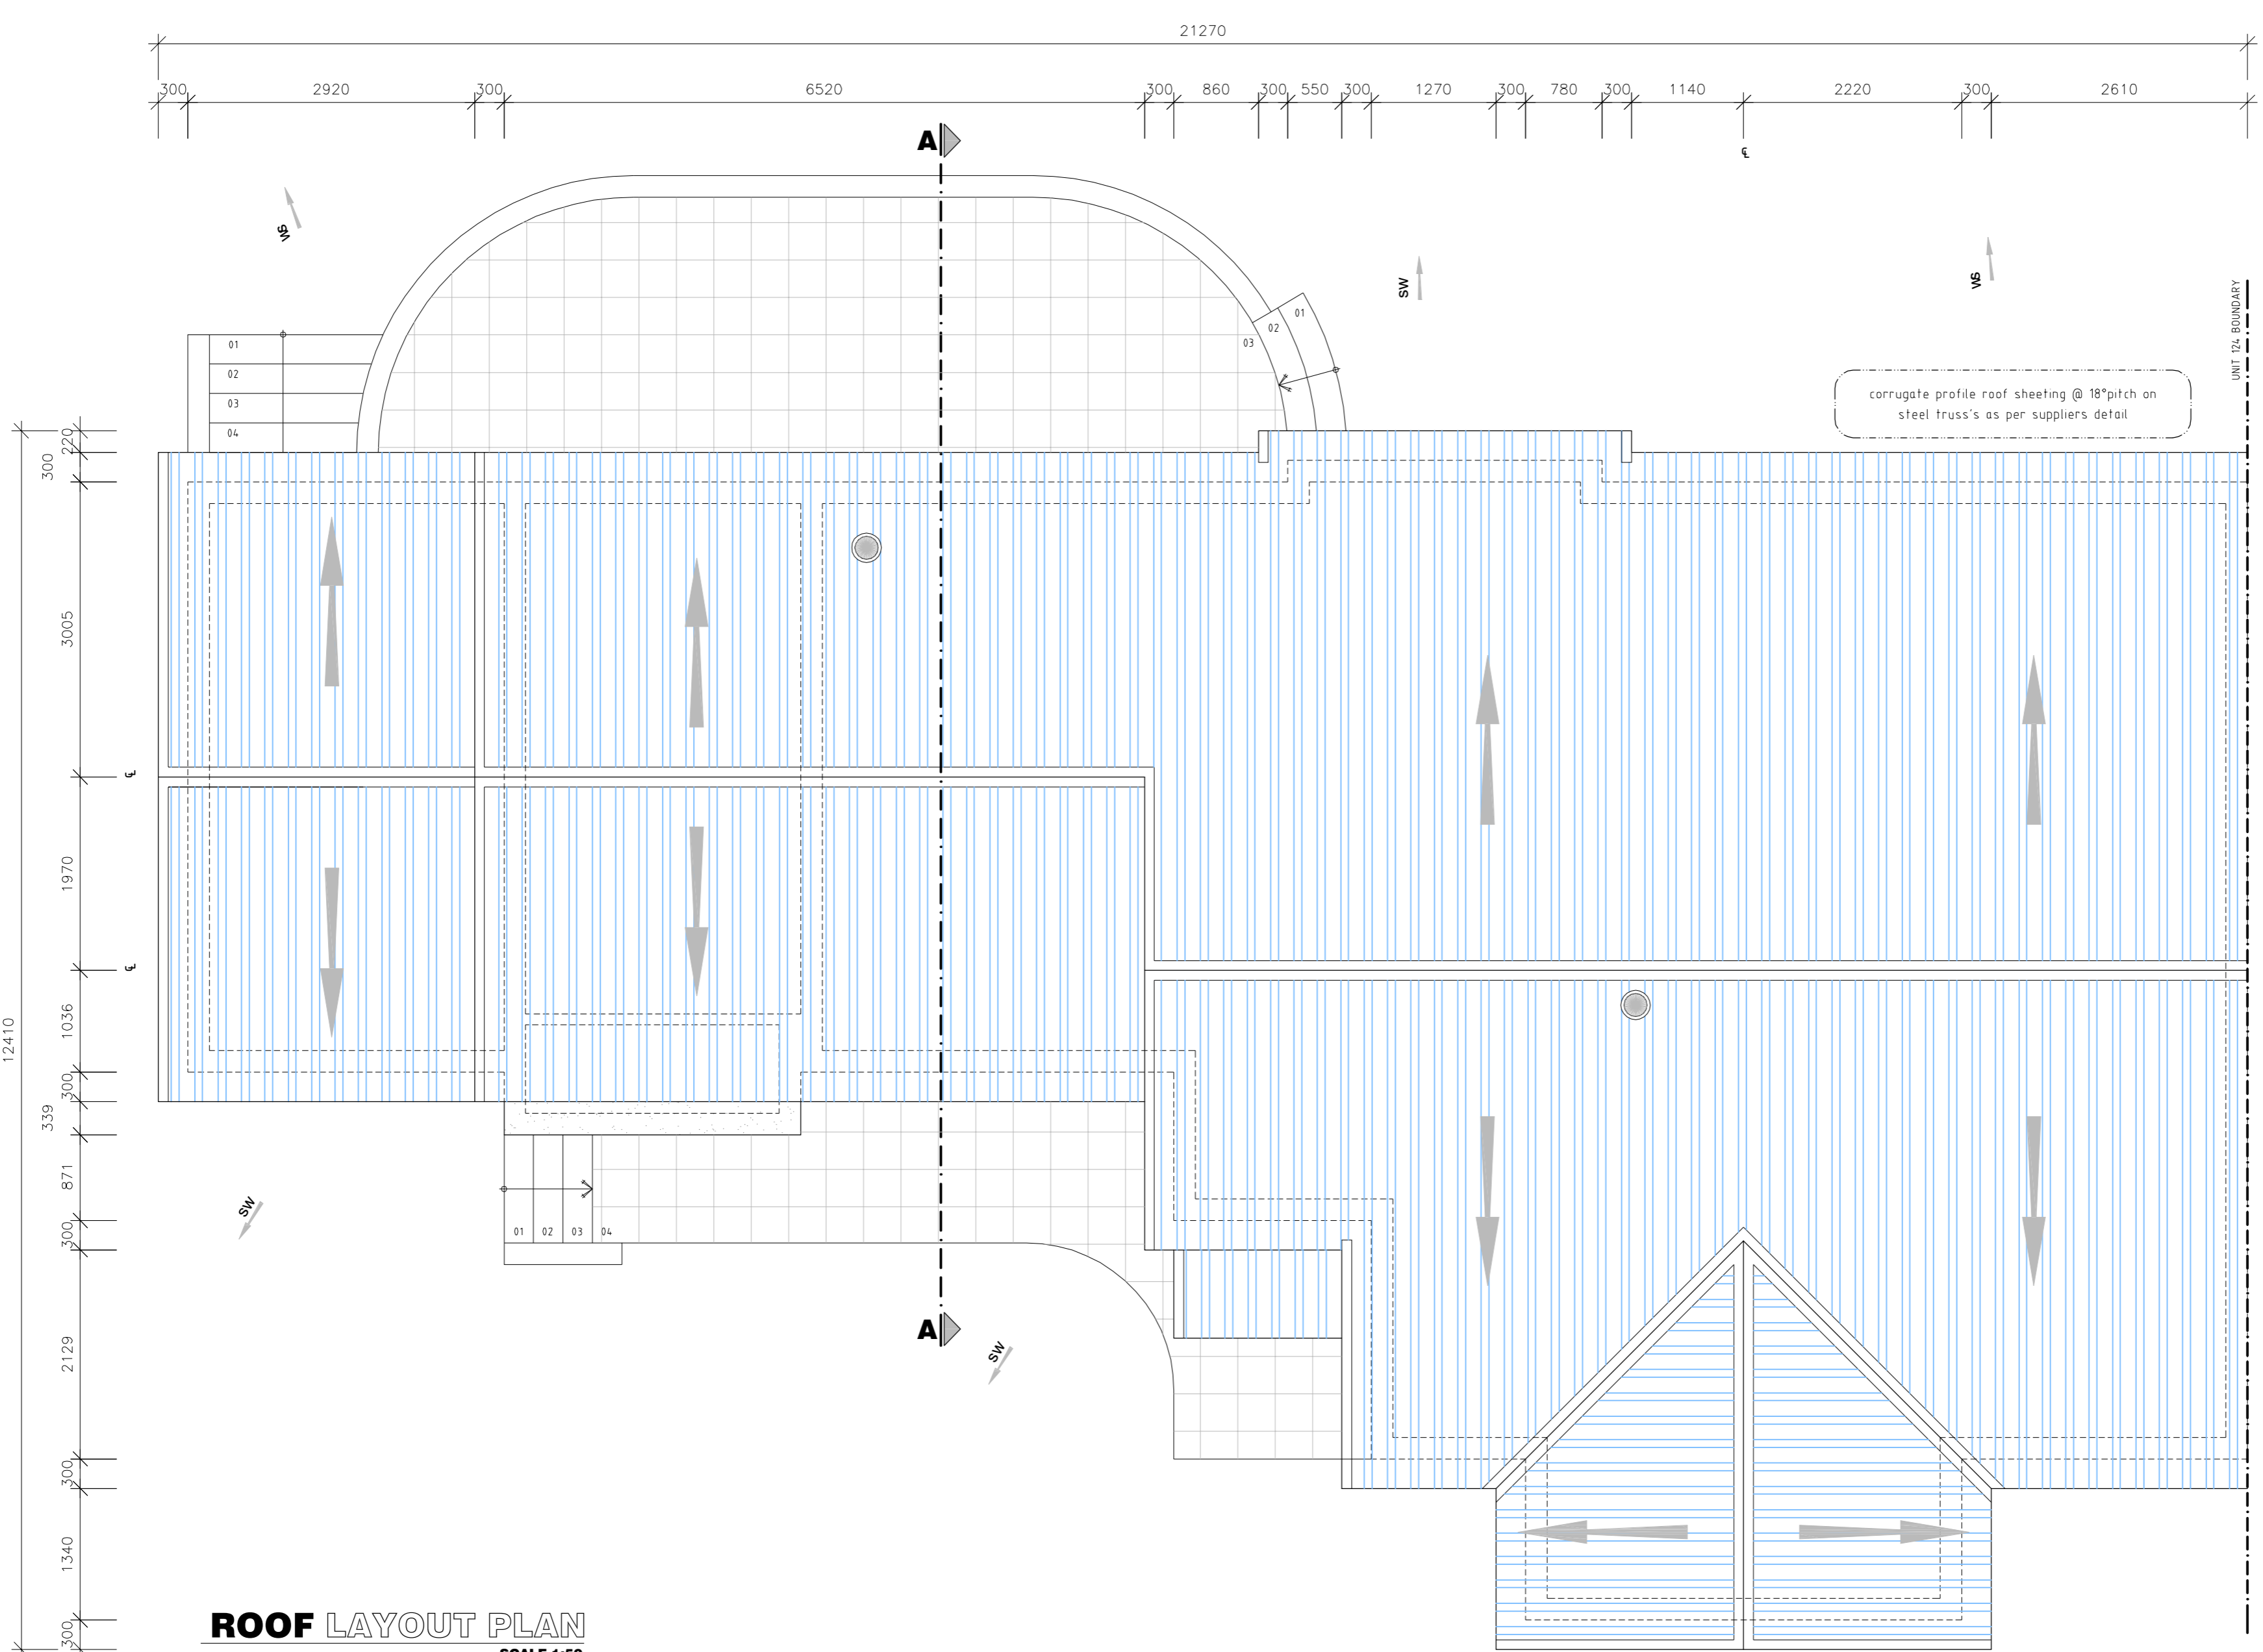 21270
300 2920 300 6520 300 860 300 550 300 1270 300 780 300 1140 2220 300 2610
A
℄
SW
SW
SW
UNIT 124 BOUNDARY
01
02
03
04
01
02
03
corrugate profile roof sheeting @ 18°pitch on
steel truss's as per suppliers detail
220
300
3005
℄
1970
℄
1036
12410
300
339
871
300
2129
300
1340
300
SW
01 02 03 04
A
SW
ROOF LAYOUT PLAN
SCALE 1:50